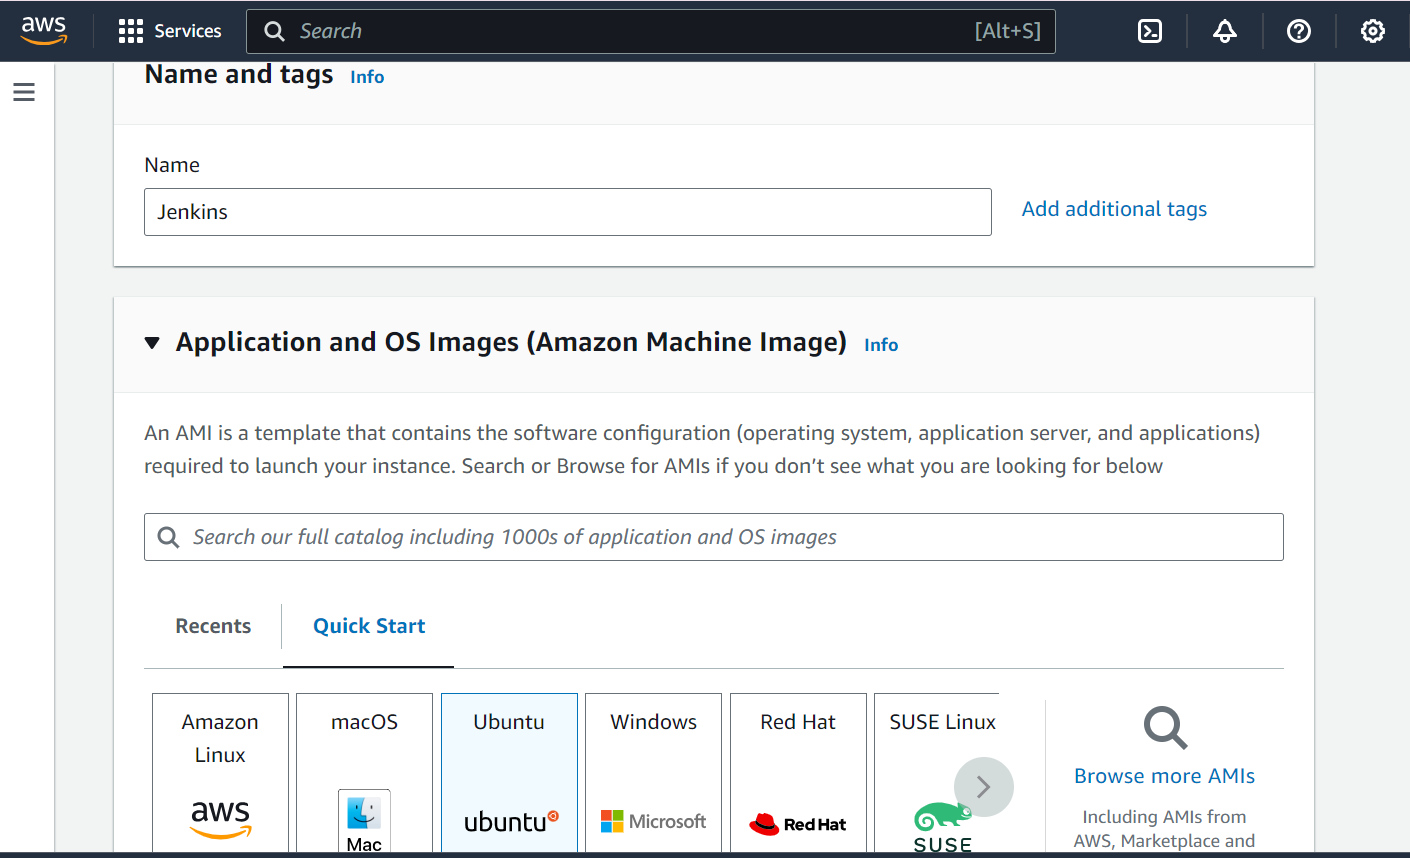 aws
Services
Search
[Alt+S]
Name and tags Info
Name
Jenkins
Add additional tags
Application and OS Images (Amazon Machine Image) Info
An AMI is a template that contains the software configuration (operating system, application server, and applications)
required to launch your instance. Search or Browse for AMIs if you don’t see what you are looking for below
Search our full catalog including 1000s of application and OS images
Recents
Quick Start
Amazon
Linux
aws
macOS
Mac
Ubuntu
ubuntu
Windows
Microsoft
Red Hat
Red Hat
SUSE Linux
SUSE
Browse more AMIs
Including AMIs from
AWS, Marketplace and